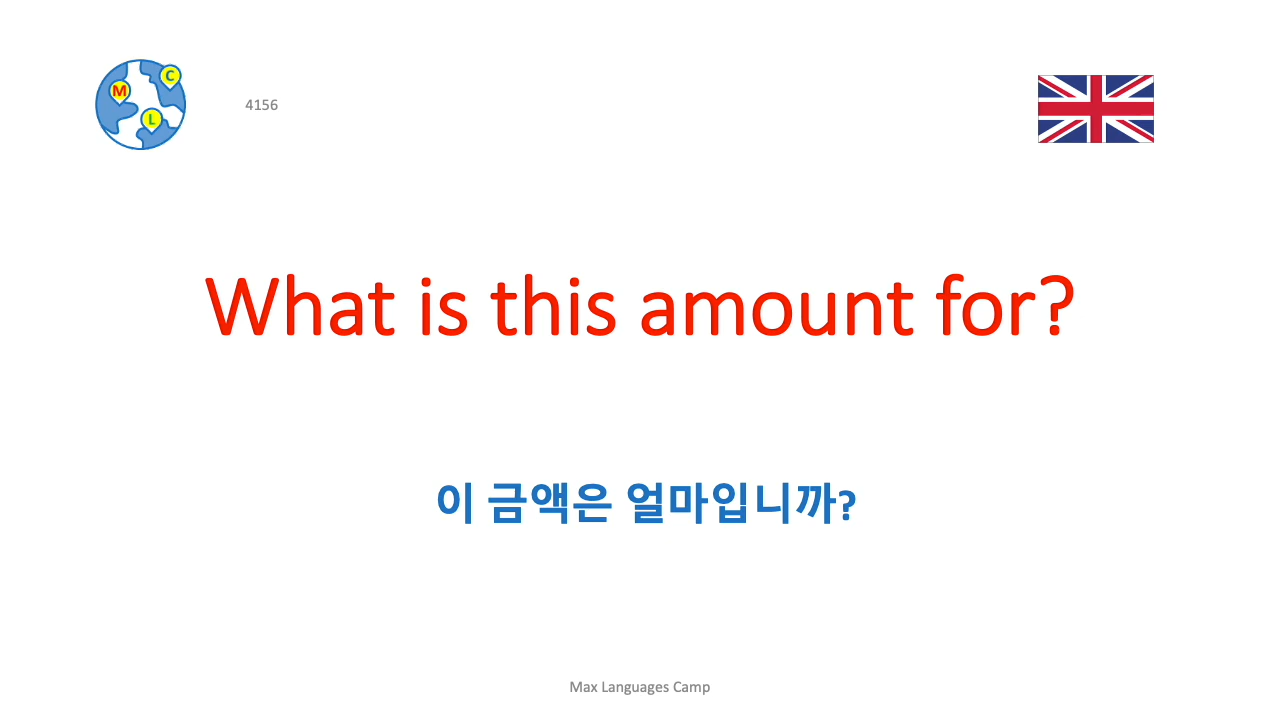 C
M
L
4156
What is this amount for?
이 금액은 얼마입니까?
Max Languages Camp